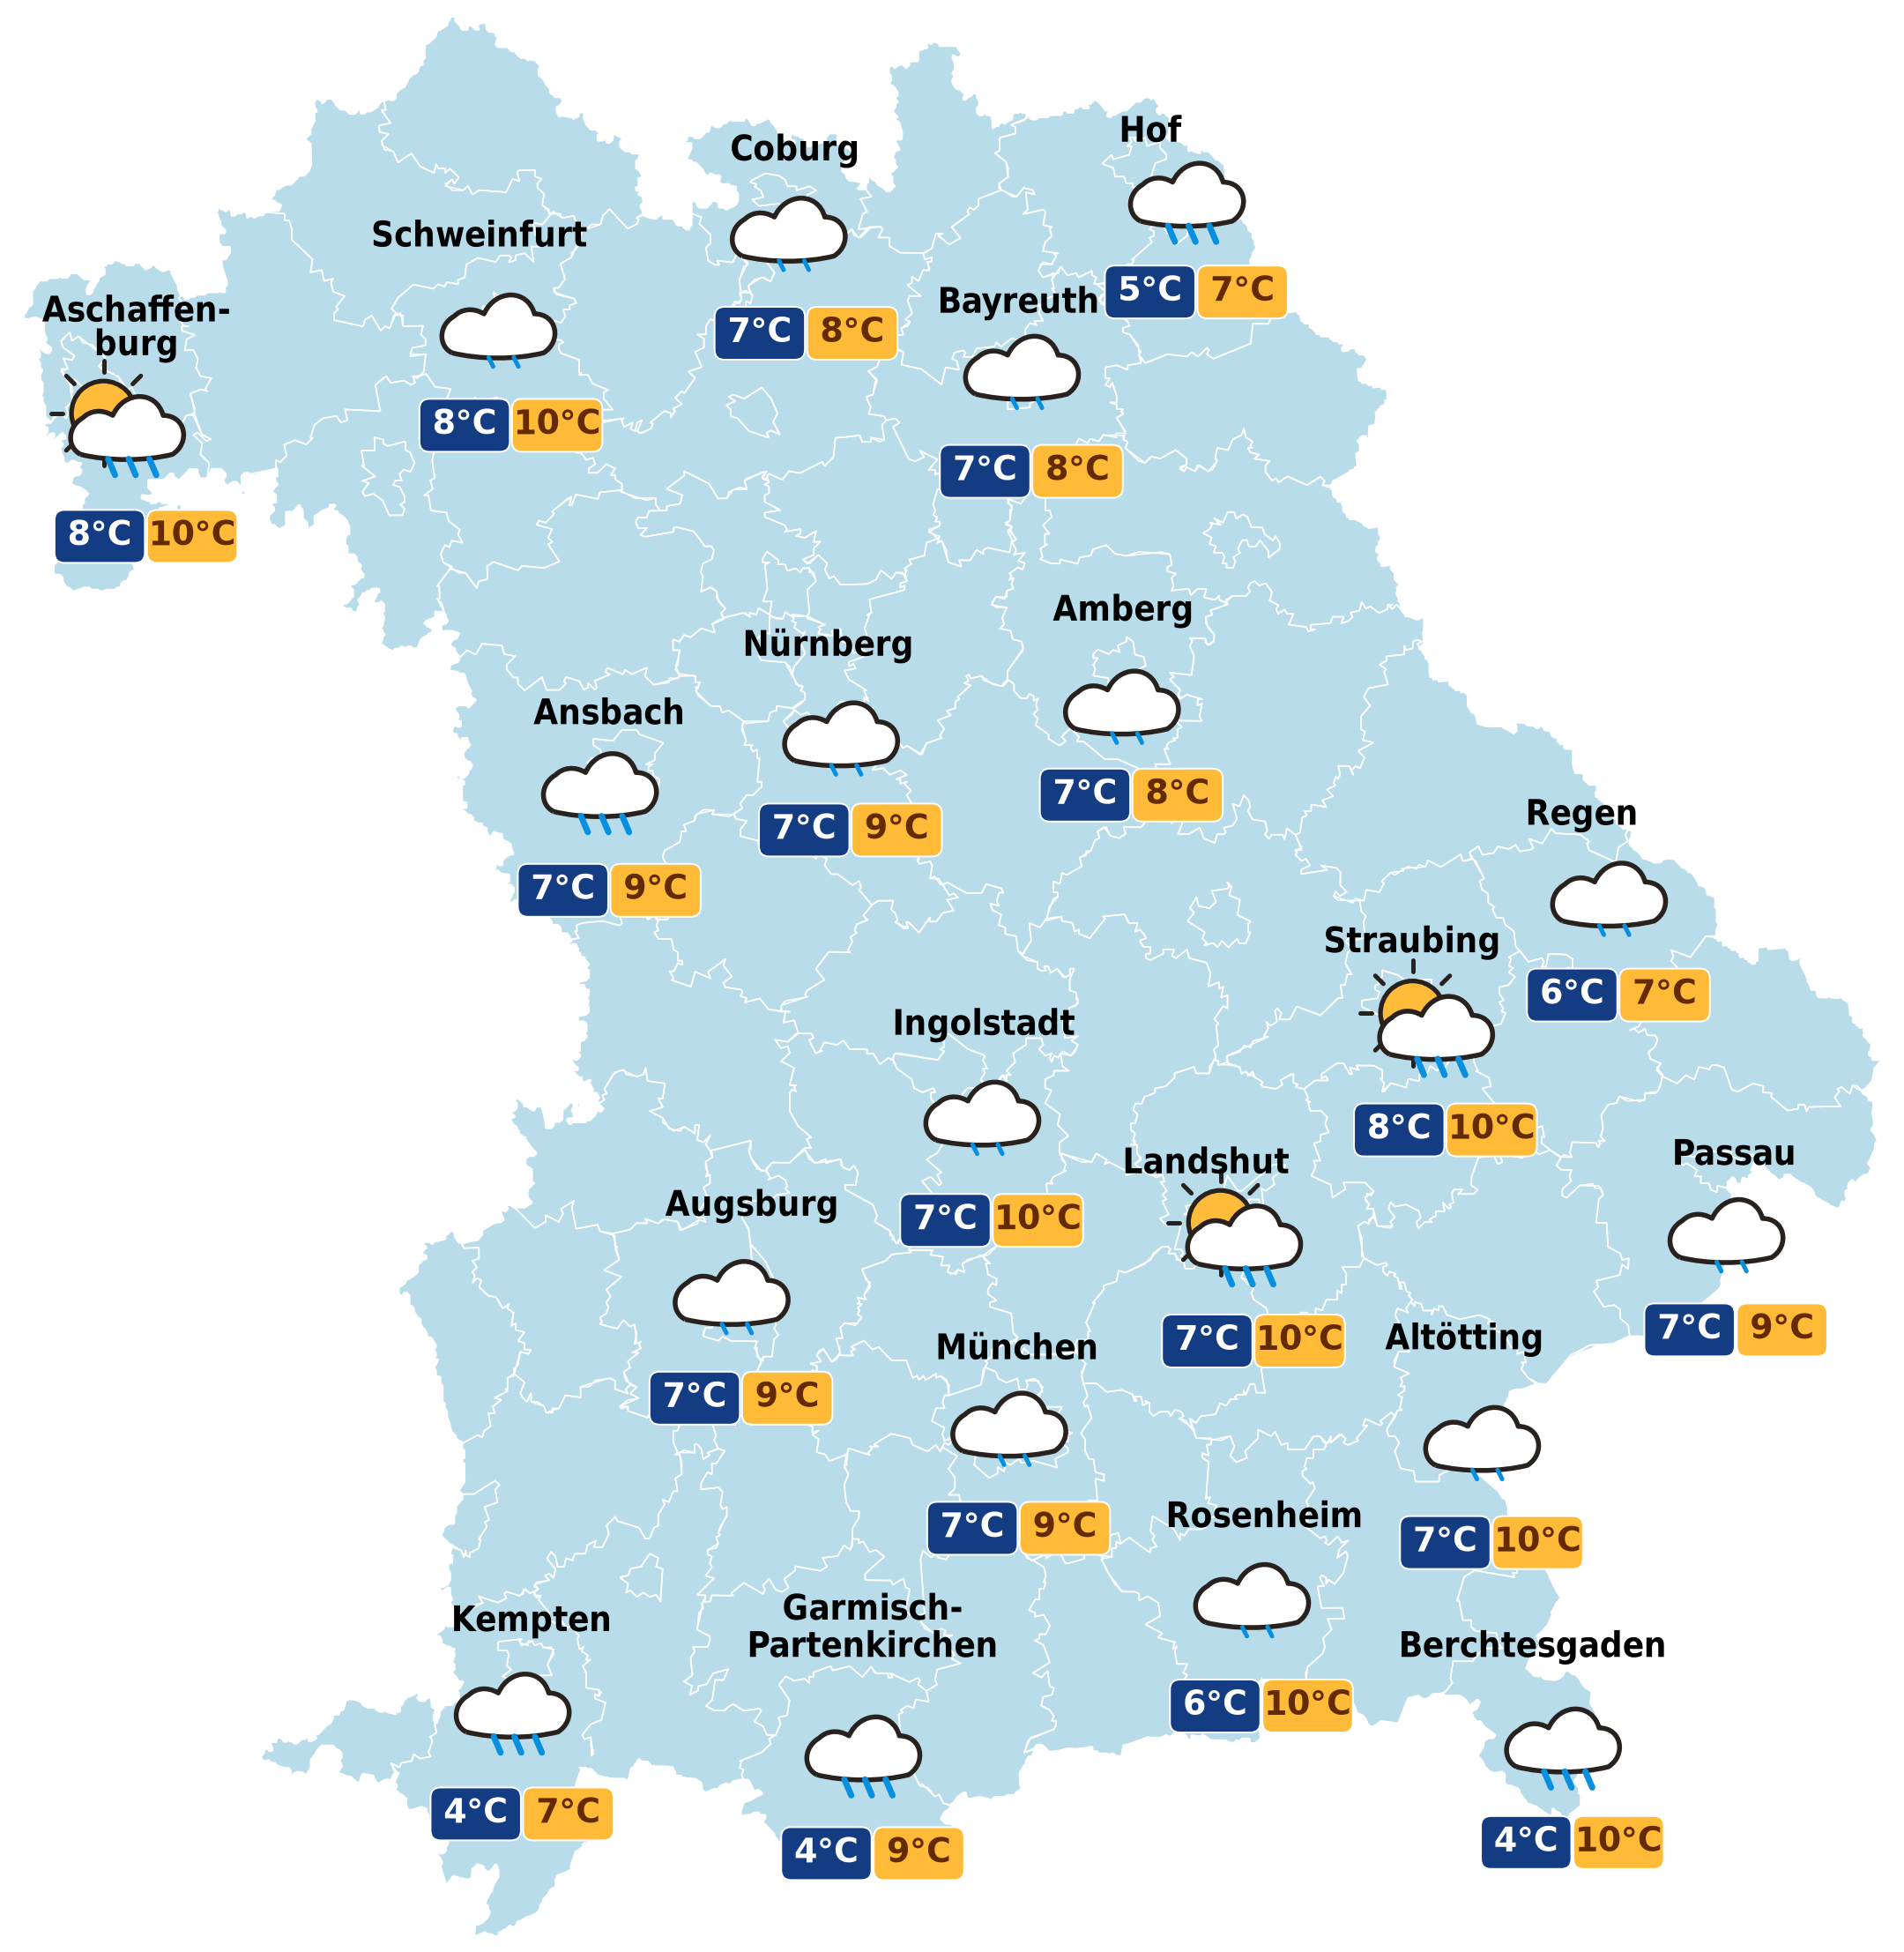 Hof
5°C 7°C
Coburg
7°C 8°C
Schweinfurt
8°C 10°C
Aschaffen-
burg
8°C 10°C
Bayreuth
7°C 8°C
Amberg
7°C 8°C
Nürnberg
7°C 9°C
Ansbach
7°C 9°C
Regen
6°C 7°C
Straubing
8°C 10°C
Ingolstadt
7°C 10°C
Landshut
7°C 10°C
Passau
7°C 9°C
Augsburg
7°C 9°C
Altötting
7°C 10°C
München
7°C 9°C
Rosenheim
6°C 10°C
Kempten
4°C 7°C
Garmisch-
Partenkirchen
4°C 9°C
Berchtesgaden
4°C 10°C